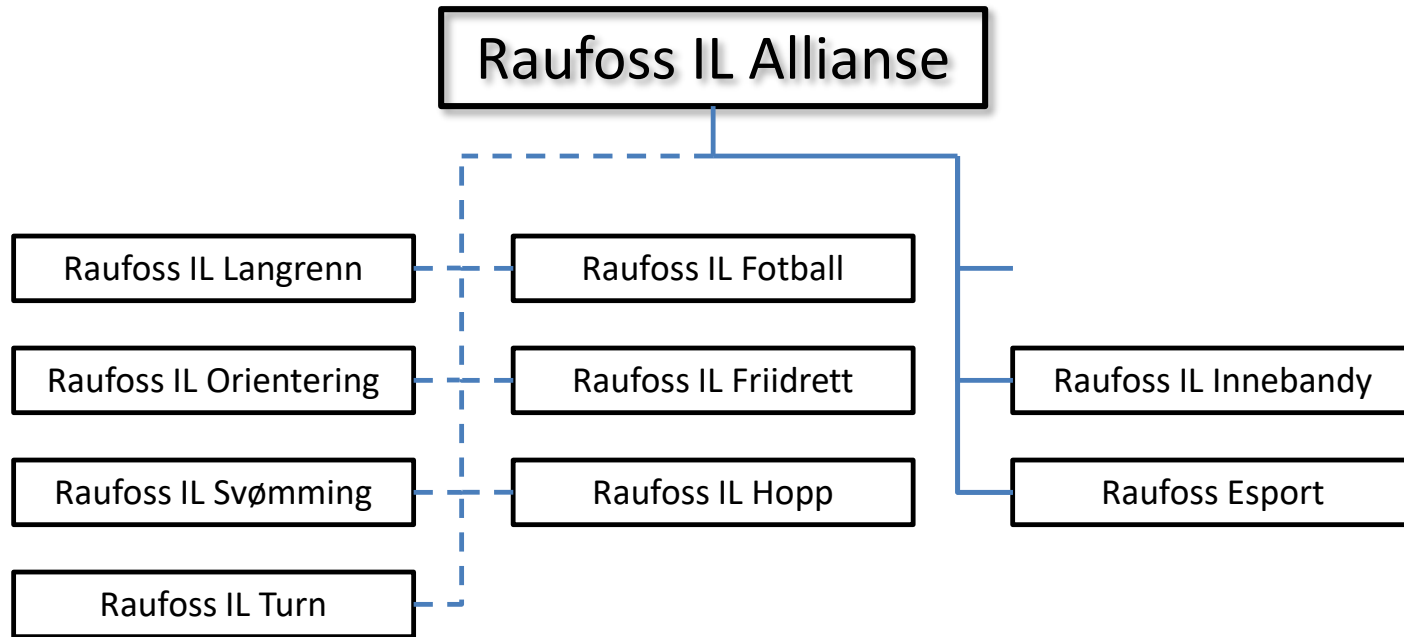 Raufoss IL Allianse
Raufoss IL Langrenn
Raufoss IL Fotball
Raufoss IL Orientering
Raufoss IL Friidrett
Raufoss IL Innebandy
Raufoss IL Svømming
Raufoss IL Hopp
Raufoss Esport
Raufoss IL Turn